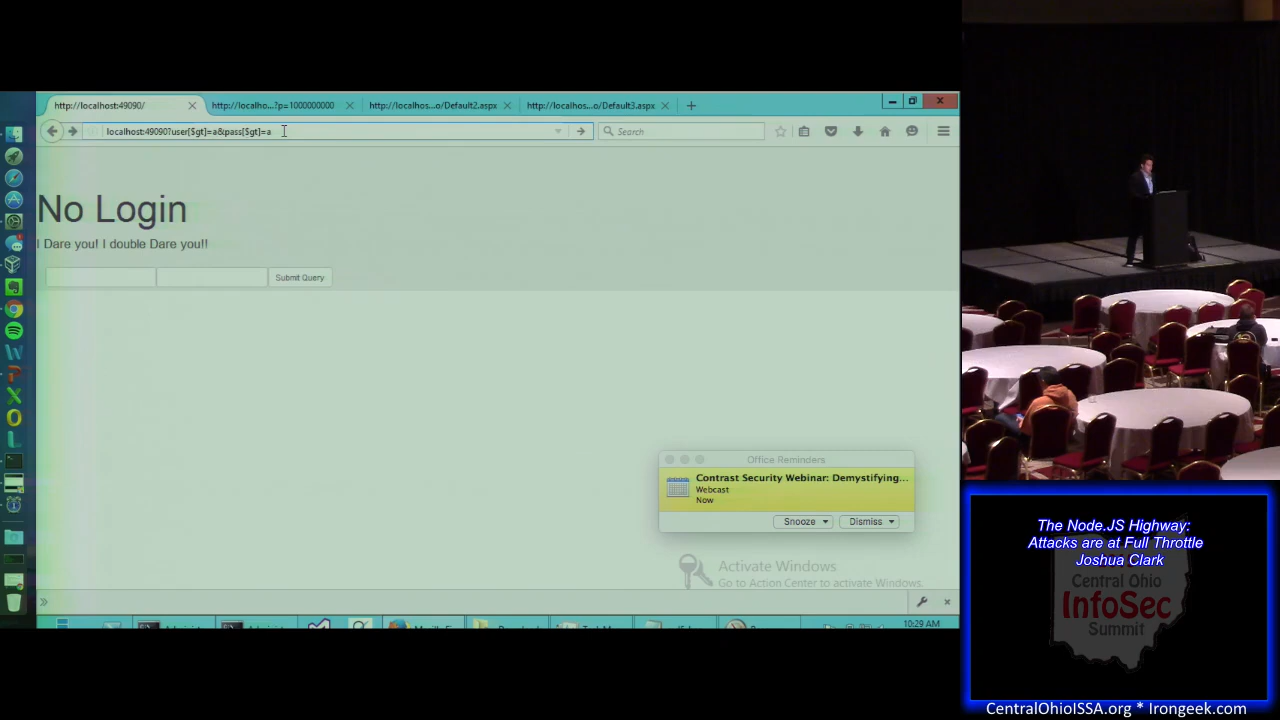 http://localhost:49090/
http://localho...?p=1000000000
http://localhos...o/Default2.aspx
http://localhos...o/Default3.aspx
localhost:49090?user[$gt]=a&pass[$gt]=a
Search
No Login
I Dare you! I double Dare you!!
Submit Query
Office Reminders
Contrast Security Webinar: Demystifying...
Webcast
Now
Snooze
Dismiss
Activate Windows
Go to Action Center to activate Windows.
10:29 AM
The Node.JS Highway:
Attacks are at Full Throttle
Joshua Clark
Central Ohio
InfoSec
Summit
CentralOhioISSA.org * Irongeek.com